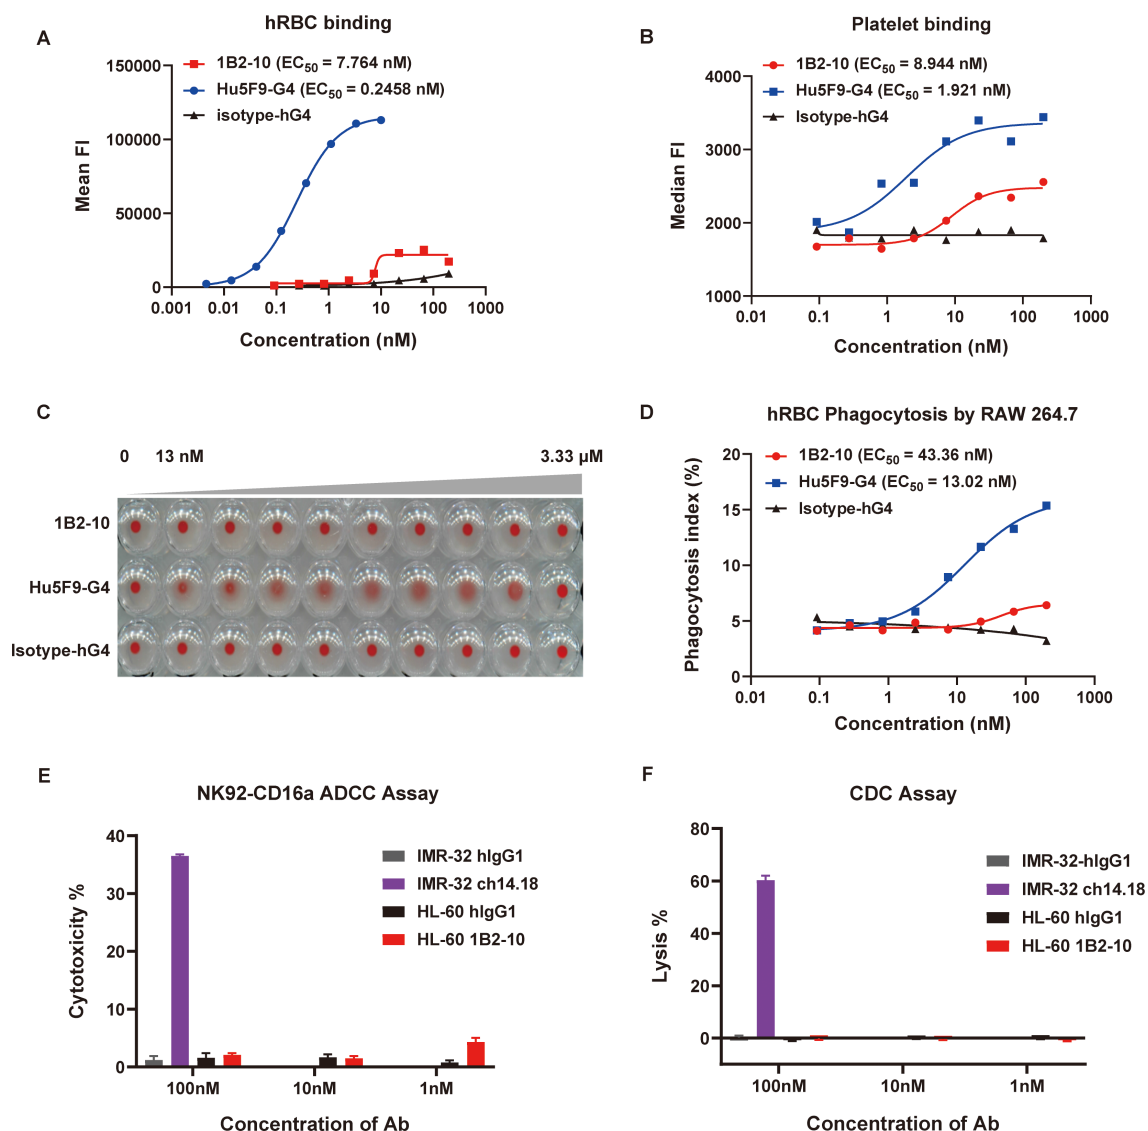 A
hRBC binding
1B2-10 (EC50 = 7.764 nM)
Hu5F9-G4 (EC50 = 0.2458 nM)
isotype-hG4
Mean FI
150000
100000
50000
0
0.001 0.01 0.1 1 10 100 1000
Concentration (nM)
B
Platelet binding
1B2-10 (EC50 = 8.944 nM)
Hu5F9-G4 (EC50 = 1.921 nM)
Isotype-hG4
Median FI
4000
3000
2000
1000
0.01 0.1 1 10 100 1000
Concentration (nM)
C
0 13 nM 3.33 µM
1B2-10
Hu5F9-G4
Isotype-hG4
D
hRBC Phagocytosis by RAW 264.7
1B2-10 (EC50 = 43.36 nM)
Hu5F9-G4 (EC50 = 13.02 nM)
Isotype-hG4
Phagocytosis index (%)
20
15
10
5
0
0.01 0.1 1 10 100 1000
Concentration (nM)
E
NK92-CD16a ADCC Assay
IMR-32 hIgG1
IMR-32 ch14.18
HL-60 hIgG1
HL-60 1B2-10
Cytotoxicity %
40
30
20
10
0
100nM 10nM 1nM
Concentration of Ab
F
CDC Assay
IMR-32-hIgG1
IMR-32 ch14.18
HL-60 hIgG1
HL-60 1B2-10
Lysis %
80
60
40
20
0
100nM 10nM 1nM
Concentration of Ab